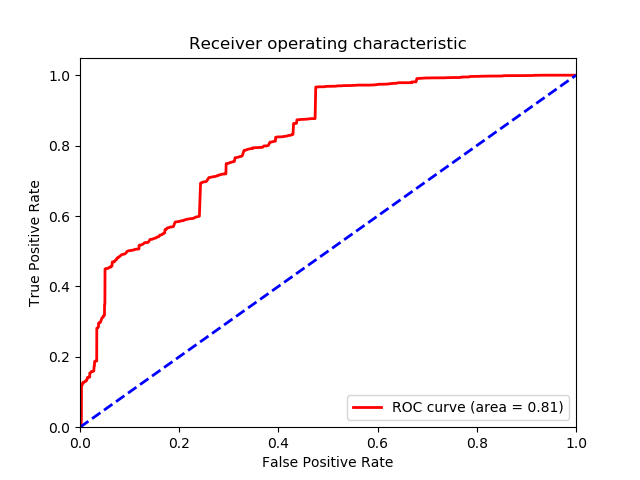 Receiver operating characteristic
1.0
0.8
0.6
0.4
0.2
0.0
True Positive Rate
0.0 0.2 0.4 0.6 0.8 1.0
False Positive Rate
ROC curve (area = 0.81)